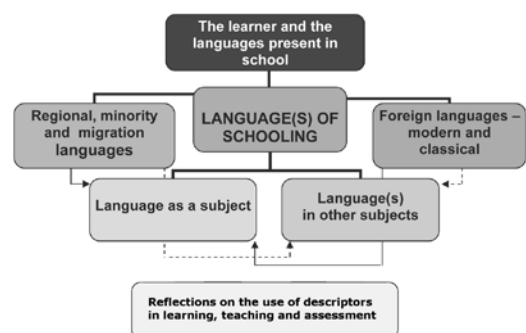 The learner and the
languages present in
school
Regional, minority
and migration
languages
LANGUAGE(S) OF
SCHOOLING
Foreign languages –
modern and
classical
Language as a subject
Language(s)
in other subjects
Reflections on the use of descriptors
in learning, teaching and assessment